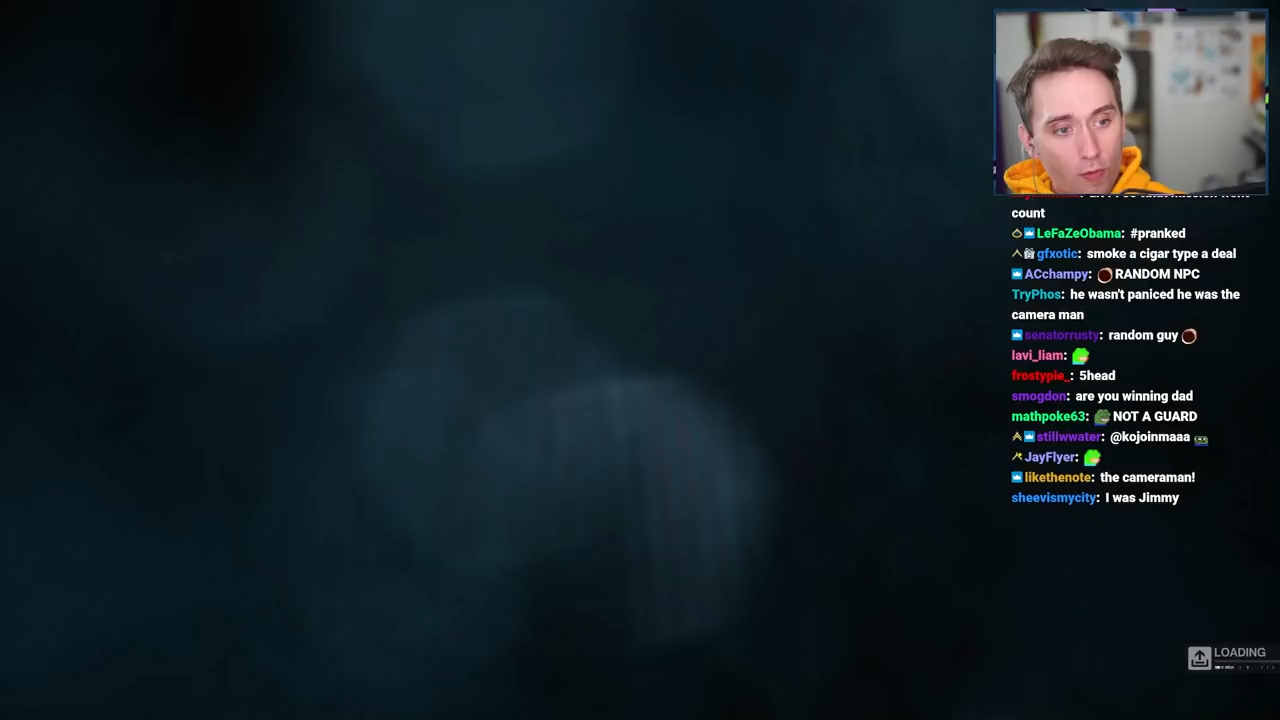 count
LeFaZeObama: #pranked
gfxotic: smoke a cigar type a deal
ACchampy: RANDOM NPC
TryPhos: he wasn't paniced he was the
camera man
senatorrusty: random guy
lavi_liam:
frostypie_: 5head
smogdon: are you winning dad
mathpoke63: NOT A GUARD
stillwwater: @kojoinmaaa
JayFlyer:
likethenote: the cameraman!
sheevismycity: I was Jimmy
LOADING